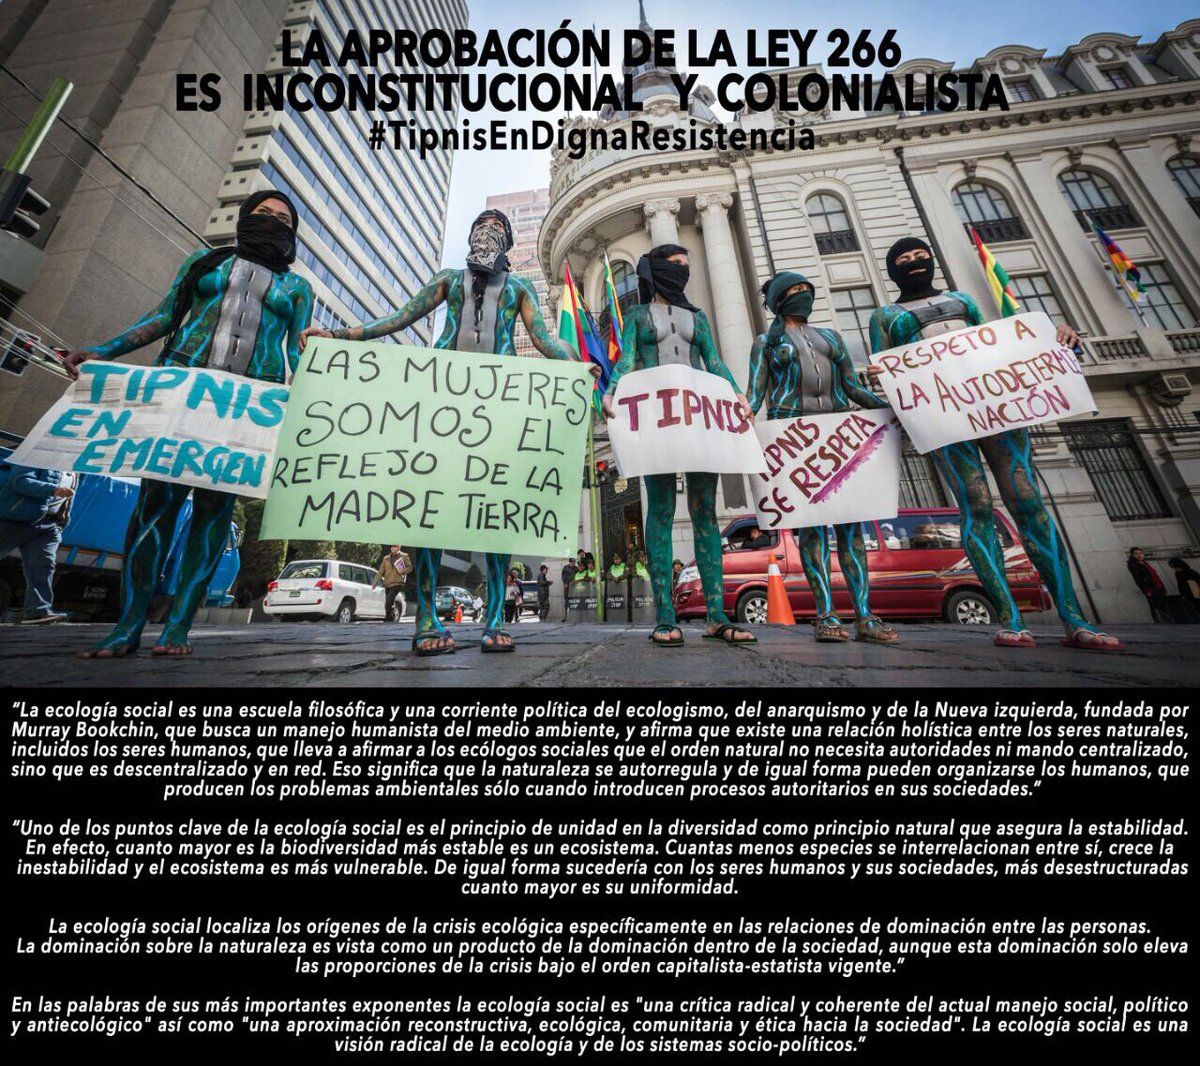 LA APROBACIÓN DE LA LEY 266
ES INCONSTITUCIONAL Y COLONIALISTA
#TipnisEnDignaResistencia
TIPNIS
EN
EMERGEN
LAS MUJERES
SOMOS EL
REFLEJO DE LA
MADRE TIERRA.
TIPNIS
TIPNIS
SE RESPETA
RESPETO A
LA AUTODETERMI
NACIÓN
“La ecología social es una escuela filosófica y una corriente política del ecologismo, del anarquismo y de la Nueva izquierda, fundada por
Murray Bookchin, que busca un manejo humanista del medio ambiente, y afirma que existe una relación holística entre los seres naturales,
incluidos los seres humanos, que lleva a afirmar a los ecólogos sociales que el orden natural no necesita autoridades ni mando centralizado,
sino que es descentralizado y en red. Eso significa que la naturaleza se autorregula y de igual forma pueden organizarse los humanos, que
producen los problemas ambientales sólo cuando introducen procesos autoritarios en sus sociedades.”
“Uno de los puntos clave de la ecología social es el principio de unidad en la diversidad como principio natural que asegura la estabilidad.
En efecto, cuanto mayor es la biodiversidad más estable es un ecosistema. Cuantas menos especies se interrelacionan entre sí, crece la
inestabilidad y el ecosistema es más vulnerable. De igual forma sucedería con los seres humanos y sus sociedades, más desestructuradas
cuanto mayor es su uniformidad.
La ecología social localiza los orígenes de la crisis ecológica específicamente en las relaciones de dominación entre las personas.
La dominación sobre la naturaleza es vista como un producto de la dominación dentro de la sociedad, aunque esta dominación solo eleva
las proporciones de la crisis bajo el orden capitalista-estatista vigente.”
En las palabras de sus más importantes exponentes la ecología social es "una crítica radical y coherente del actual manejo social, político
y antiecológico" así como "una aproximación reconstructiva, ecológica, comunitaria y ética hacia la sociedad". La ecología social es una
visión radical de la ecología y de los sistemas socio-políticos.”